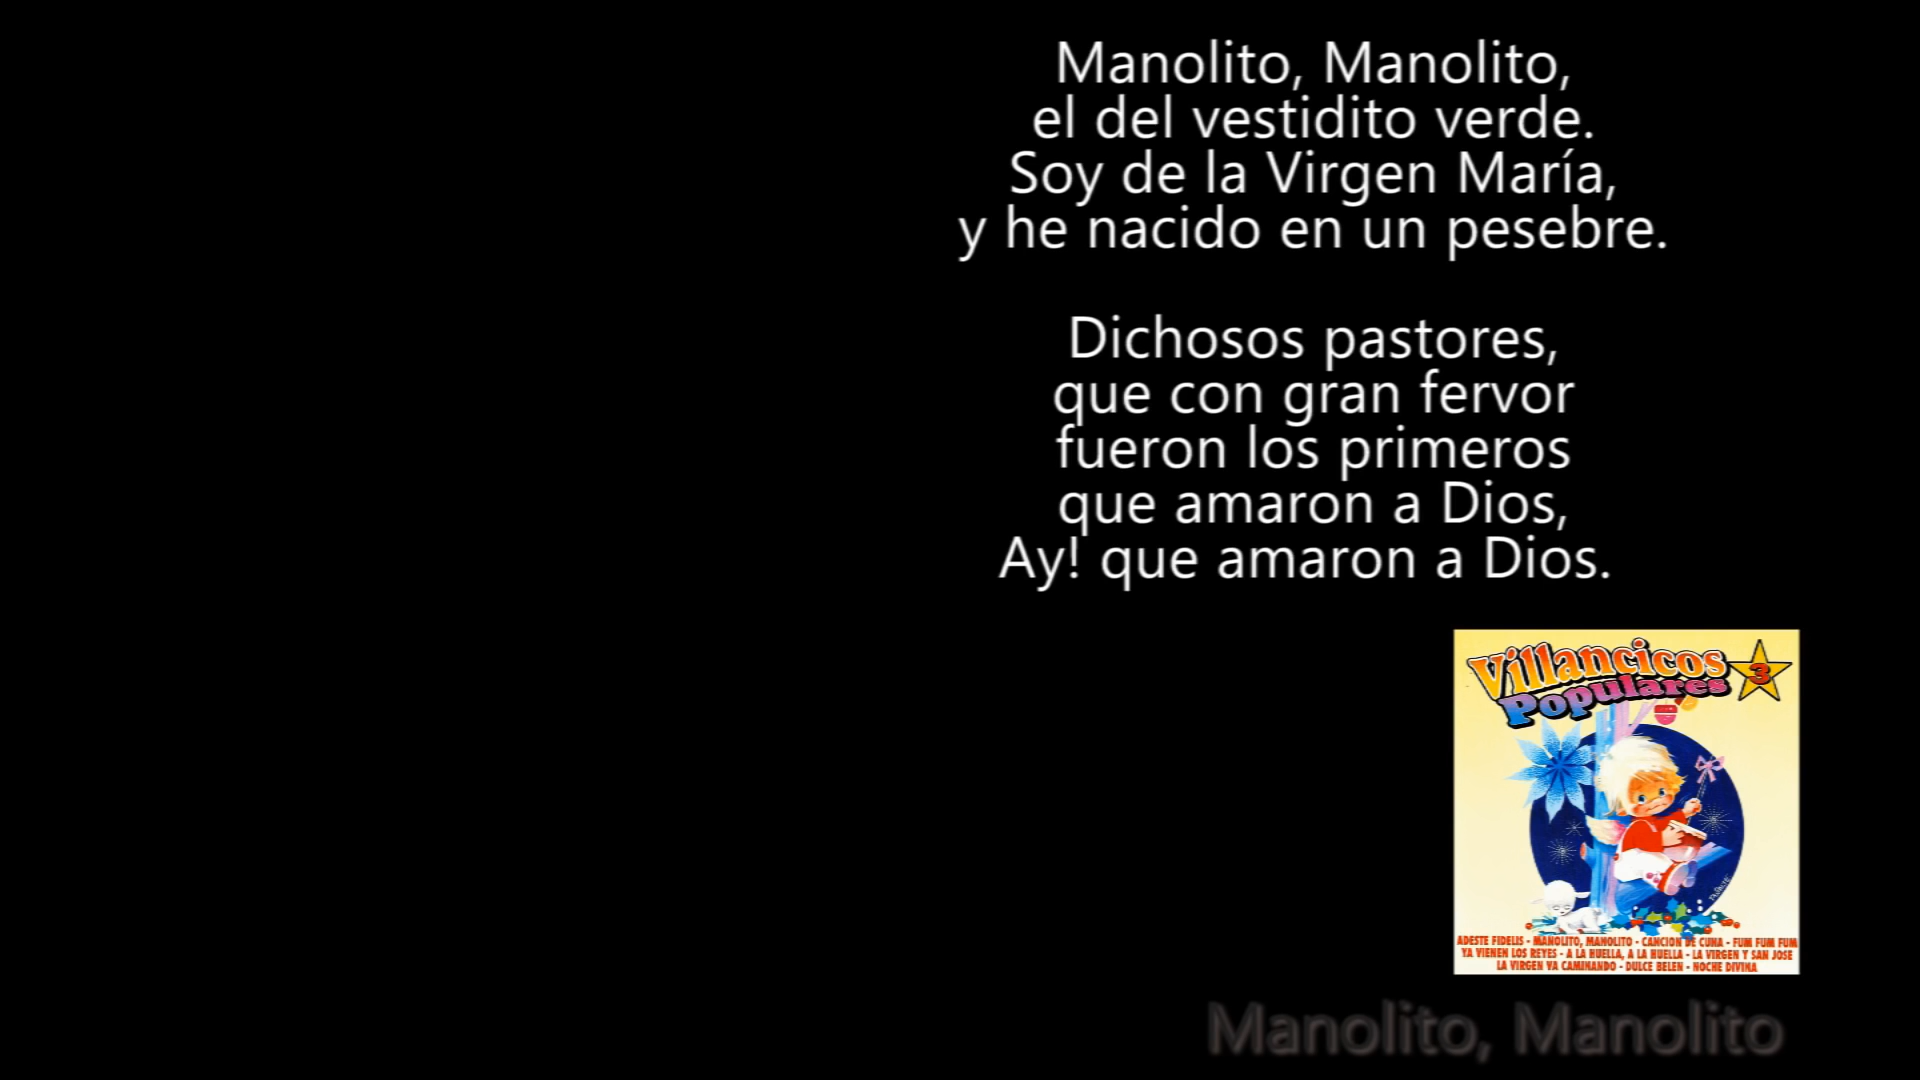 Manolito, Manolito,
el del vestidito verde.
Soy de la Virgen María,
y he nacido en un pesebre.
Dichosos pastores,
que con gran fervor
fueron los primeros
que amaron a Dios,
Ay! que amaron a Dios.
Villancicos
Populares
3
ADESTE FIDELIS - MANOLITO, MANOLITO - CANCION DE CUNA - FUM FUM FUM
YA VIENEN LOS REYES - A LA HUELLA, A LA HUELLA - LA VIRGEN Y SAN JOSE
LA VIRGEN VA CAMINANDO - DULCE BELEN - NOCHE DIVINA
Manolito, Manolito